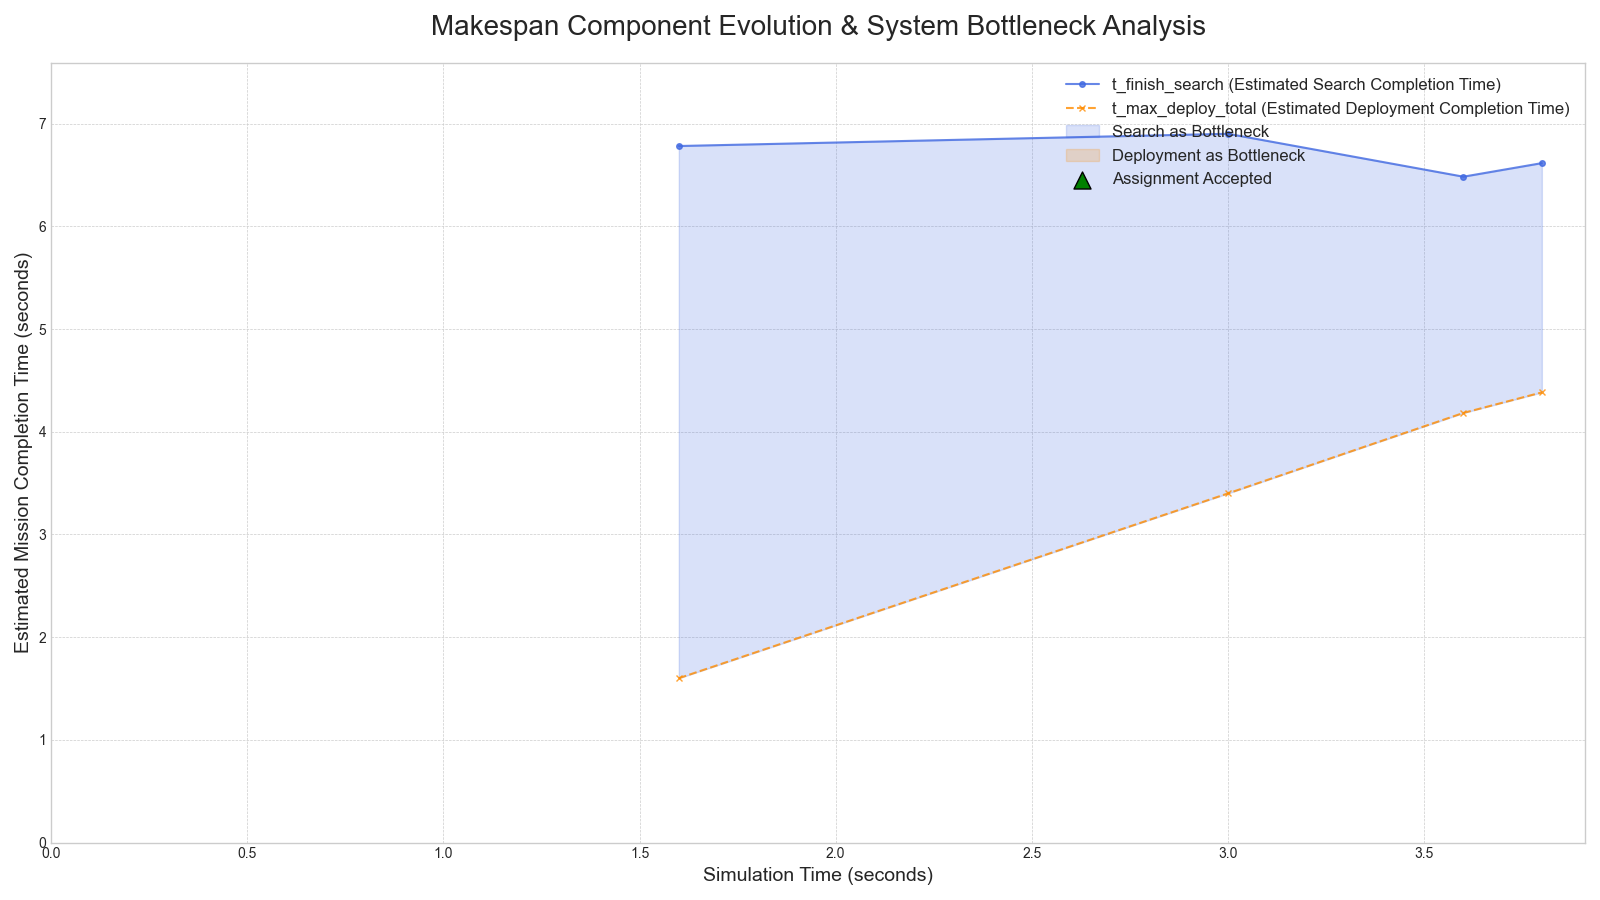 Makespan Component Evolution & System Bottleneck Analysis
t_finish_search (Estimated Search Completion Time)
t_max_deploy_total (Estimated Deployment Completion Time)
Search as Bottleneck
Deployment as Bottleneck
Assignment Accepted
Estimated Mission Completion Time (seconds)
7
6
5
4
3
2
1
0
0.0 0.5 1.0 1.5 2.0 2.5 3.0 3.5
Simulation Time (seconds)